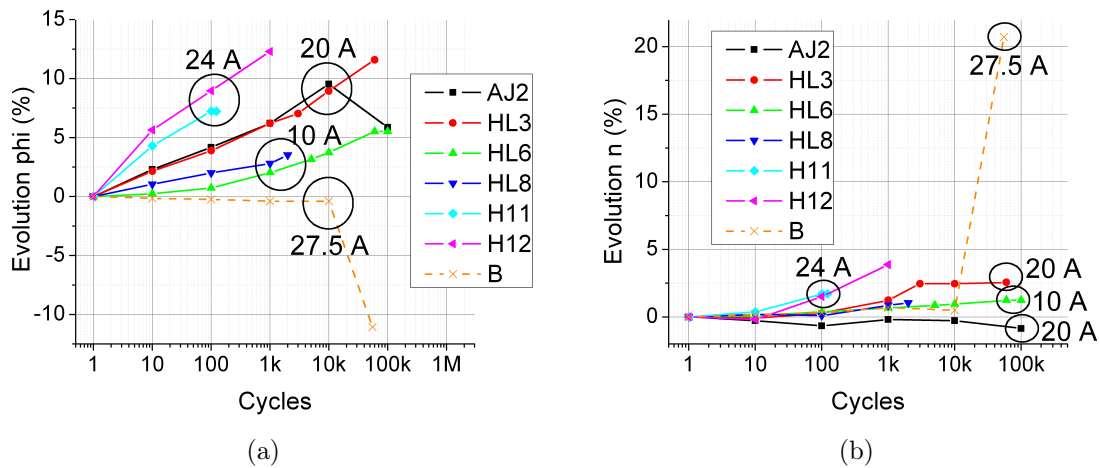 15
10
5
0
-5
-10
Evolution phi (%)
24 A
20 A
10 A
27.5 A
AJ2
HL3
HL6
HL8
H11
H12
B
1
10
100
1k
10k
100k
1M
Cycles
(a)
20
15
10
5
0
Evolution n (%)
AJ2
HL3
HL6
HL8
H11
H12
B
27.5 A
24 A
20 A
10 A
20 A
1
10
100
1k
10k
100k
Cycles
(b)